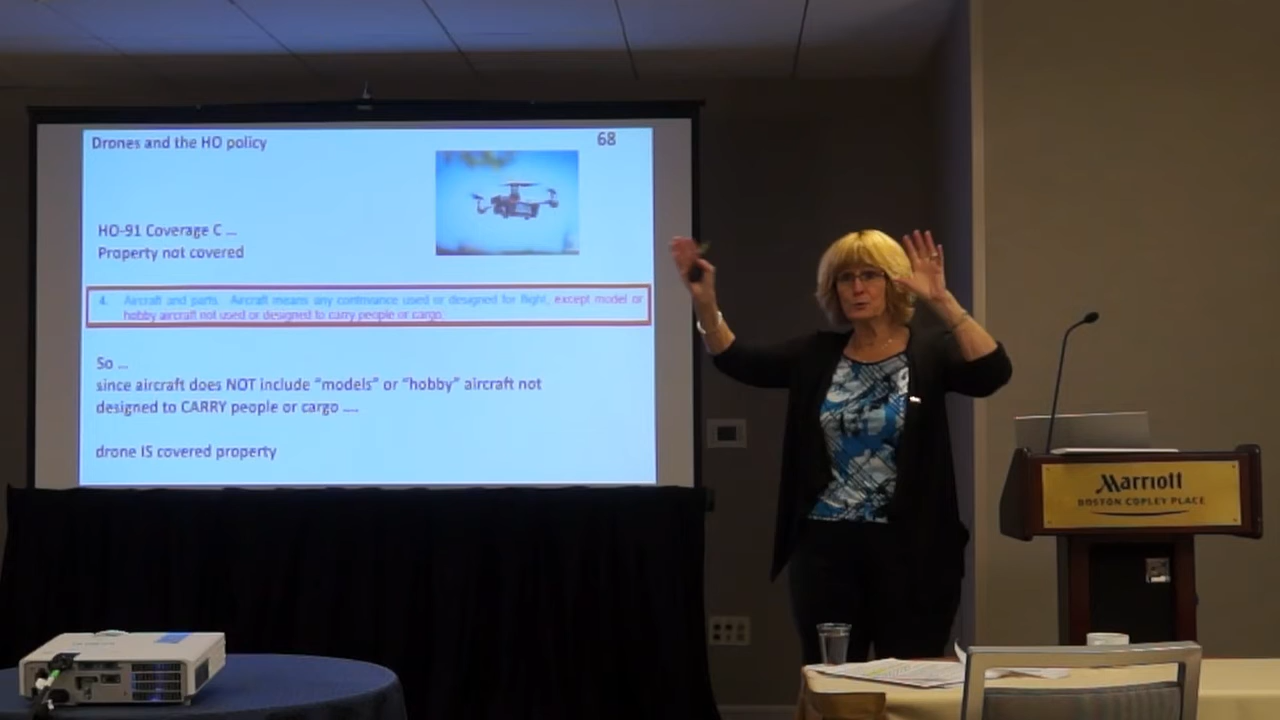 Drones and the HO policy
68
HO-91 Coverage C ...
Property not covered
4. Aircraft and parts. Aircraft means any contrivance used or designed for flight, except model or
hobby aircraft not used or designed to carry people or cargo.
So ...
since aircraft does NOT include “models” or “hobby” aircraft not
designed to CARRY people or cargo .....
drone IS covered property
Marriott
BOSTON COPLEY PLACE